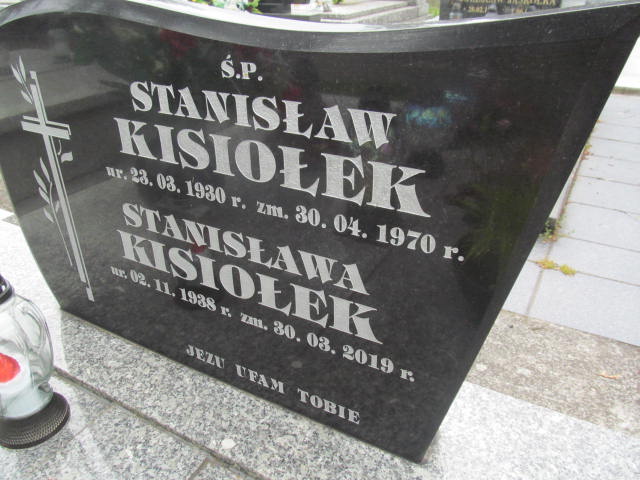 Ś.P.
STANISŁAW
KISIOŁEK
ur. 23. 03. 1930 r. zm. 30. 04. 1970 r.
STANISŁAWA
KISIOŁEK
ur. 02. 11. 1938 r. zm. 30. 03. 2019 r.
JEZU UFAM TOBIE